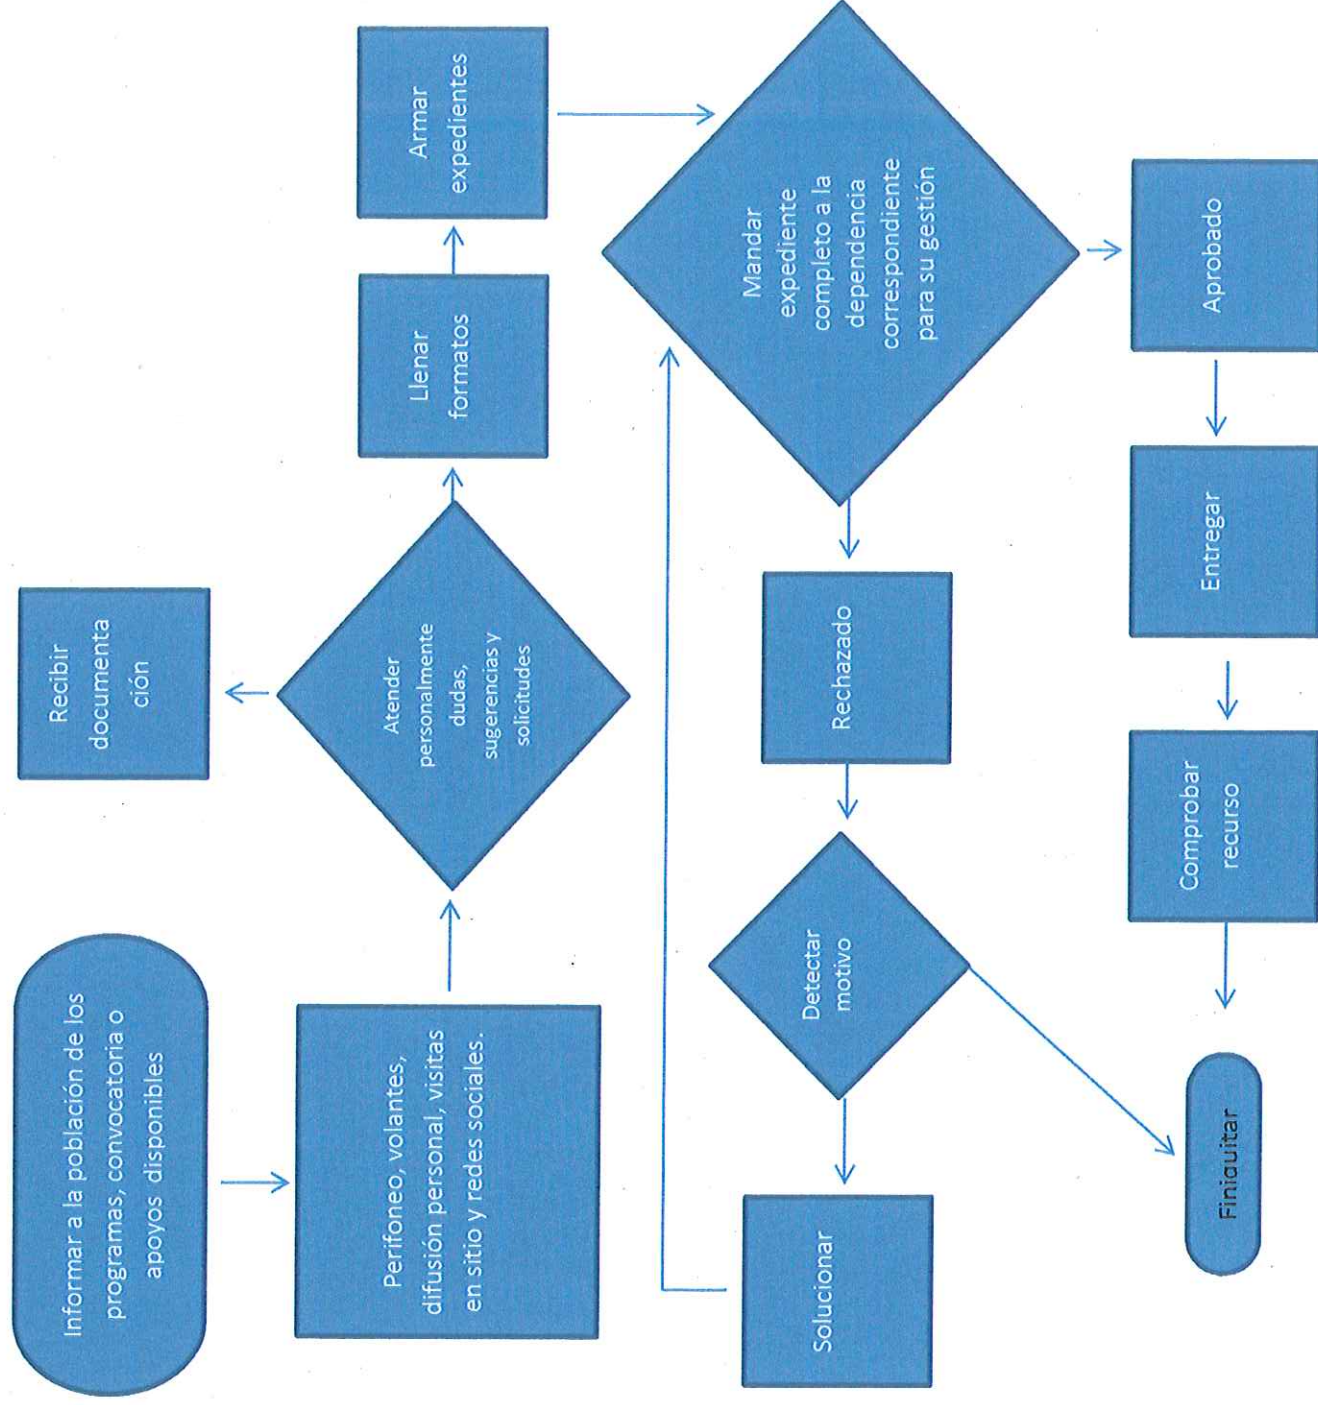 Informar a la población de los
programas, convocatoria o
apoyos disponibles
Perifoneo, volantes,
difusión personal, visitas
en sitio y redes sociales.
Recibir
documenta
ción
Atender
personalmente
dudas,
sugerencias y
solicitudes
Llenar
formatos
Armar
expedientes
Mandar
expediente
completo a la
dependencia
correspondiente
para su gestión
Rechazado
Detectar
motivo
Solucionar
Aprobado
Entregar
Comprobar
recurso
Finiquitar